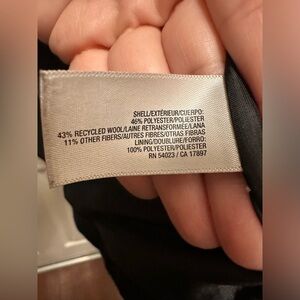 SHELL/EXTÉRIEUR/CUERPO:
46% POLYESTER/POLIESTER
43% RECYCLED WOOL/LAINE RETRANSFORMÉE/LANA
11% OTHER FIBERS/AUTRES FIBRES/OTRAS FIBRAS
LINING/DOUBLURE/FORRO:
100% POLYESTER/POLIESTER
RN 54023 / CA 17897